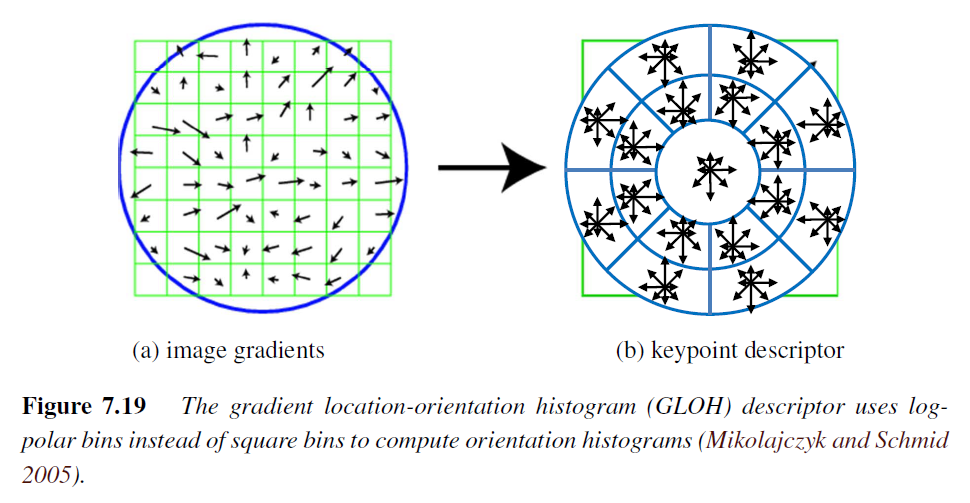 (a) image gradients
(b) keypoint descriptor
Figure 7.19 The gradient location-orientation histogram (GLOH) descriptor uses log-
polar bins instead of square bins to compute orientation histograms (Mikolajczyk and Schmid
2005).